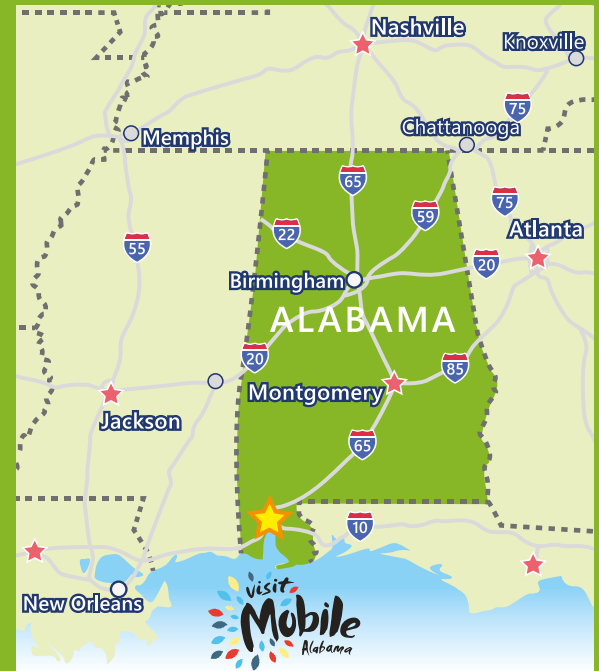 Nashville
Knoxville
75
Chattanooga
Memphis
65
75
59
22
Atlanta
55
20
Birmingham
ALABAMA
20
85
Montgomery
Jackson
65
10
New Orleans
visit
Mobile
Alabama